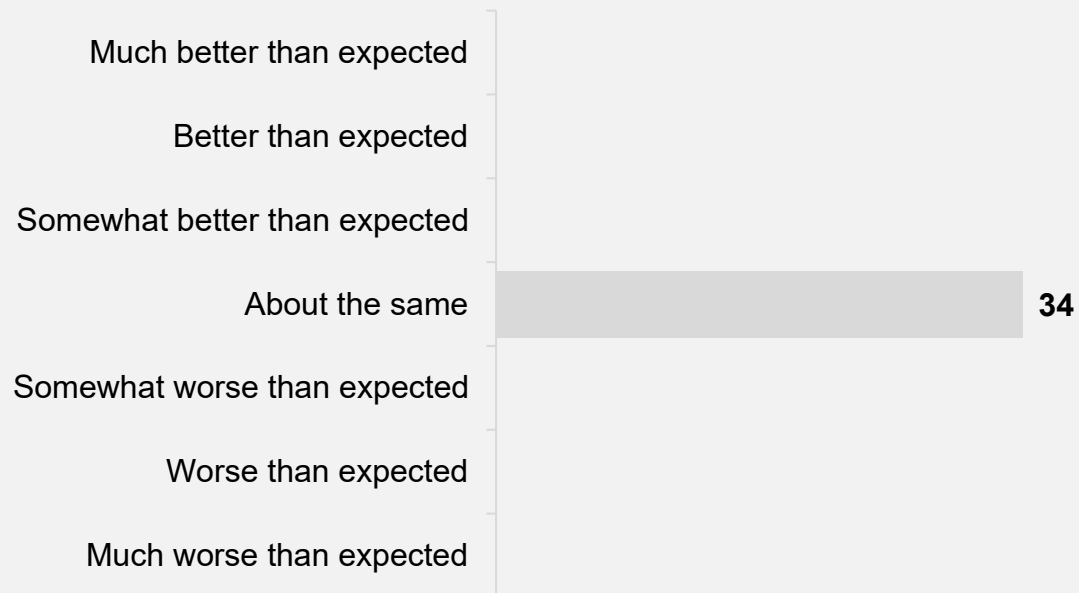 Much better than expected
Better than expected
Somewhat better than expected
About the same 34
Somewhat worse than expected
Worse than expected
Much worse than expected